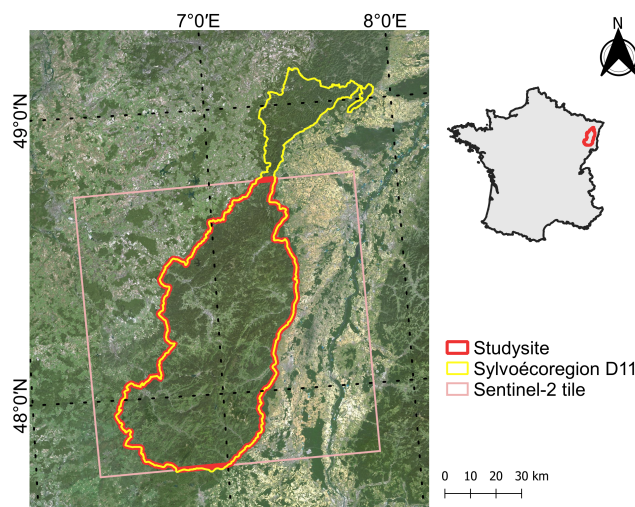 7°0'E 8°0'E
N
49°0'N
48°0'N
Studysite
Sylvoécoregion D11
Sentinel-2 tile
0 10 20 30 km